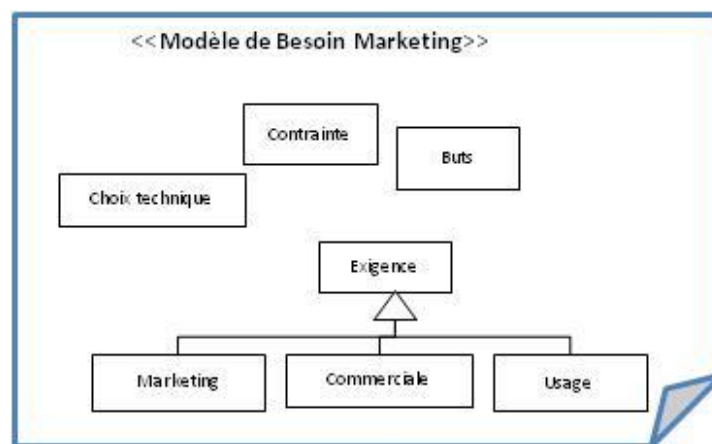 <<Modèle de Besoin Marketing>>
Contrainte
Buts
Choix technique
Exigence
Marketing
Commerciale
Usage